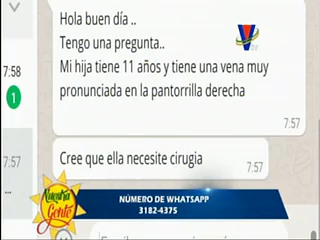 Hola buen día ..
Tengo una pregunta..
Mi hija tiene 11 años y tiene una vena muy
pronunciada en la pantorrilla derecha
7:57
7:58
1
Cree que ella necesite cirugia
7:57
7:57
...
Nuestra
Gente
NÚMERO DE WHATSAPP
3182-4375